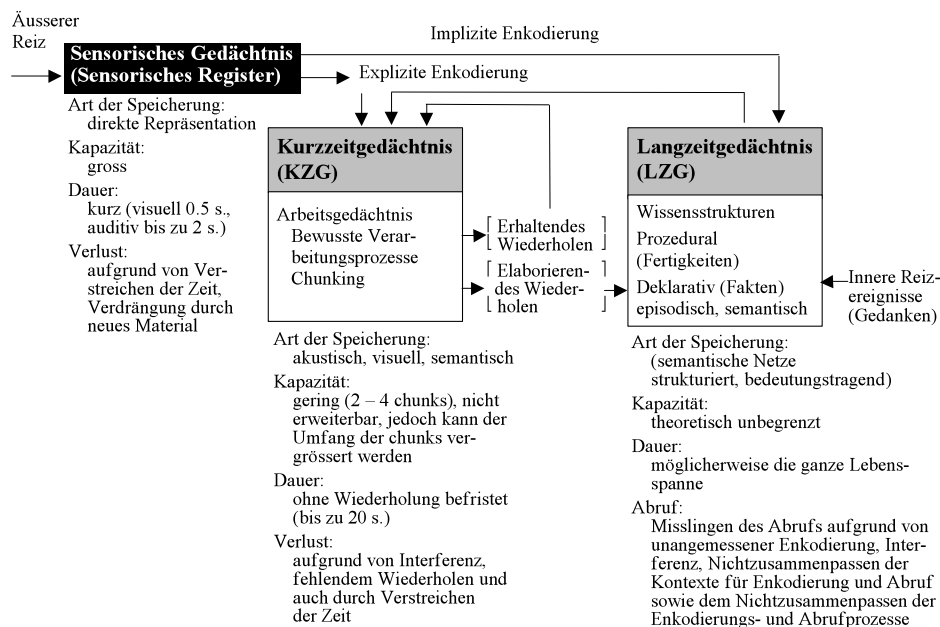 Äusserer
Reiz
Implizite Enkodierung
Sensorisches Gedächtnis
(Sensorisches Register)
Explizite Enkodierung
Art der Speicherung:
direkte Repräsentation
Kapazität:
gross
Dauer:
kurz (visuell 0.5 s.,
auditiv bis zu 2 s.)
Verlust:
aufgrund von Ver-
streichen der Zeit,
Verdrängung durch
neues Material
Kurzzeitgedächtnis
(KZG)
Arbeitsgedächtnis
Bewusste Verar-
beitungsprozesse
Chunking
Erhaltendes
Wiederholen
Elaborieren-
des Wieder-
holen
Langzeitgedächtnis
(LZG)
Wissensstrukturen
Prozedural
(Fertigkeiten)
Deklarativ (Fakten)
episodisch, semantisch
Innere Reiz-
ereignisse
(Gedanken)
Art der Speicherung:
akustisch, visuell, semantisch
Kapazität:
gering (2 – 4 chunks), nicht
erweiterbar, jedoch kann der
Umfang der chunks ver-
grössert werden
Dauer:
ohne Wiederholung befristet
(bis zu 20 s.)
Verlust:
aufgrund von Interferenz,
fehlendem Wiederholen und
auch durch Verstreichen
der Zeit
Art der Speicherung:
(semantische Netze
strukturiert, bedeutungstragend)
Kapazität:
theoretisch unbegrenzt
Dauer:
möglicherweise die ganze Lebens-
spanne
Abruf:
Misslingen des Abrufs aufgrund von
unangemessener Enkodierung, Inter-
ferenz, Nichtzusammenpassen der
Kontexte für Enkodierung und Abruf
sowie dem Nichtzusammenpassen der
Enkodierungs- und Abrufprozesse